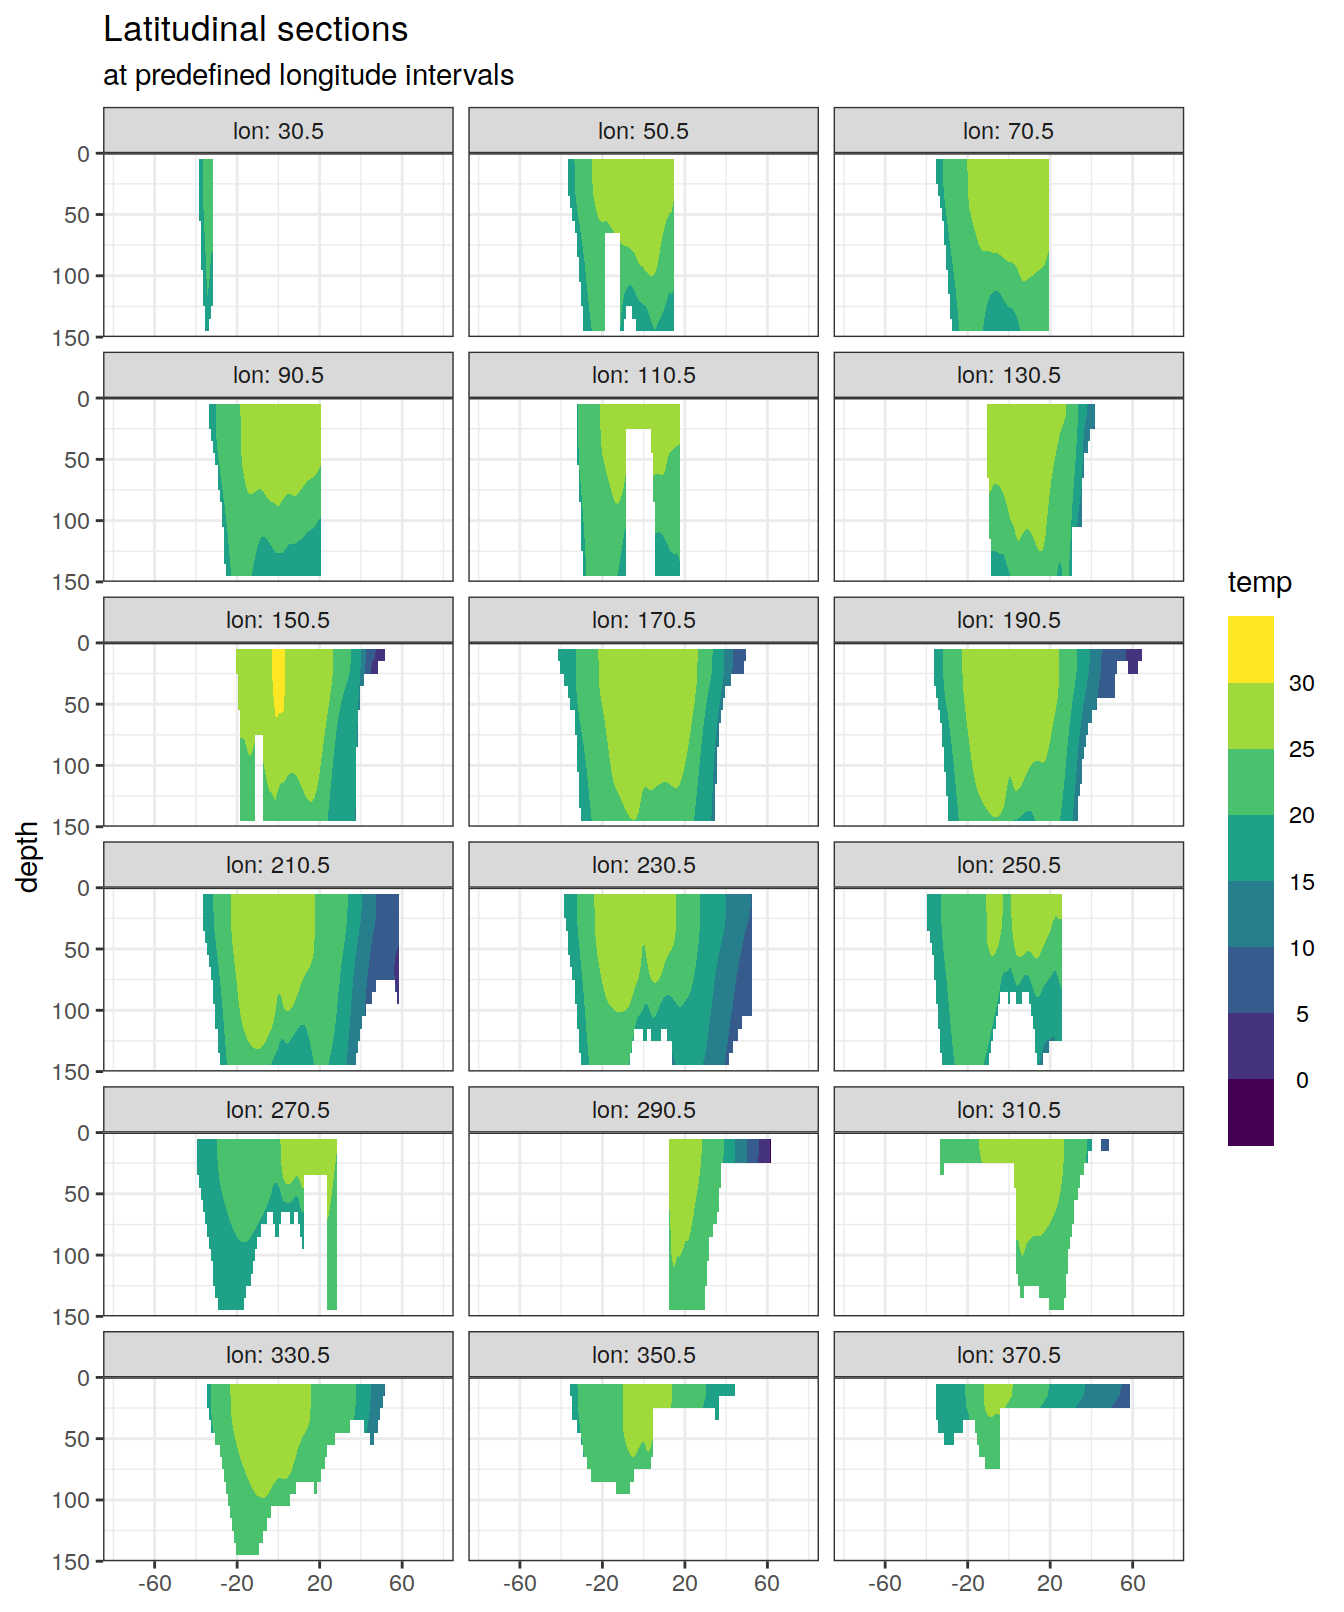 Latitudinal sections
at predefined longitude intervals
lon: 30.5 lon: 50.5 lon: 70.5
0
50
100
150
lon: 90.5 lon: 110.5 lon: 130.5
0
50
100
150
lon: 150.5 lon: 170.5 lon: 190.5
0
50
100
150
lon: 210.5 lon: 230.5 lon: 250.5
0
50
100
150
lon: 270.5 lon: 290.5 lon: 310.5
0
50
100
150
lon: 330.5 lon: 350.5 lon: 370.5
0
50
100
150
-60 -20 20 60 -60 -20 20 60 -60 -20 20 60
depth
temp
30
25
20
15
10
5
0